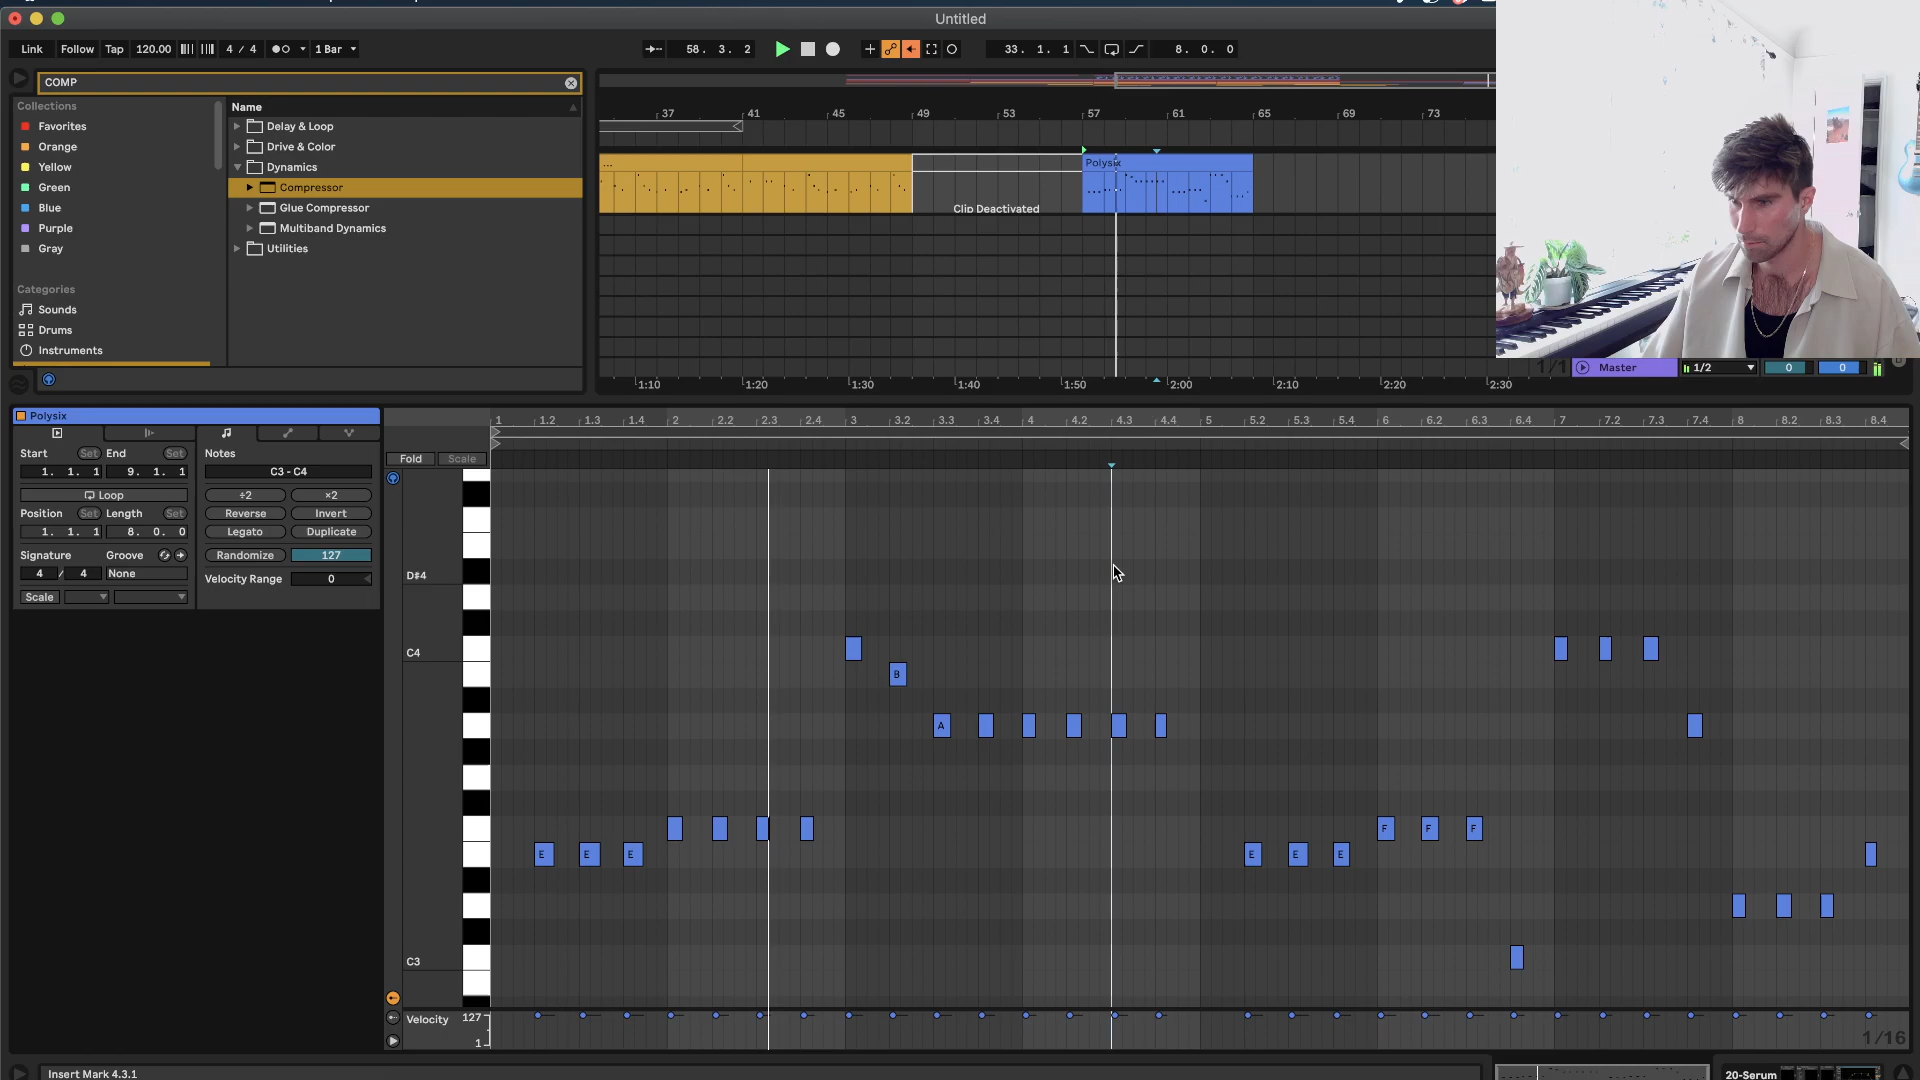 Untitled
Link Follow Tap 120.00 4 / 4 1 Bar 58. 3. 2 33. 1. 1 8. 0. 0
COMP
Collections
Favorites
Orange
Yellow
Green
Blue
Purple
Gray
Categories
Sounds
Drums
Instruments
Name
Delay & Loop
Drive & Color
Dynamics
Compressor
Glue Compressor
Multiband Dynamics
Utilities
37 41 45 49 53 57 61 65 69 73
... Polysix
Clip Deactivated
1:10 1:20 1:30 1:40 1:50 2:00 2:10 2:20 2:30
1/1 Master 1/2 0 0
Polysix
Start Set End Set
1. 1. 1 9. 1. 1
Loop
Position Set Length Set
1. 1. 1 8. 0. 0
Signature Groove
4 / 4 None
Scale
Notes
C3 - C4
÷2 ×2
Reverse Invert
Legato Duplicate
Randomize 127
Velocity Range 0
1 1.2 1.3 1.4 2 2.2 2.3 2.4 3 3.2 3.3 3.4 4 4.2 4.3 4.4 5 5.2 5.3 5.4 6 6.2 6.3 6.4 7 7.2 7.3 7.4 8 8.2 8.3 8.4
Fold Scale
D#4
C4
B
A
F F F
E E E E E E
C3
Velocity 127
1
1/16
Insert Mark 4.3.1
20-Serum